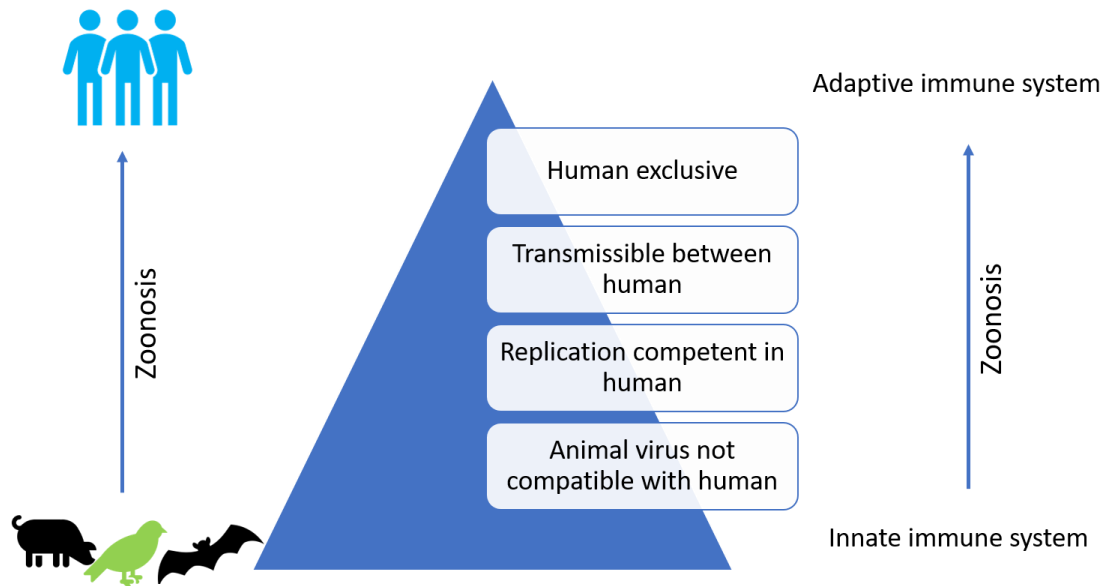 Adaptive immune system
Human exclusive
Transmissible between
human
Zoonosis
Zoonosis
Replication competent in
human
Animal virus not
compatible with human
Innate immune system